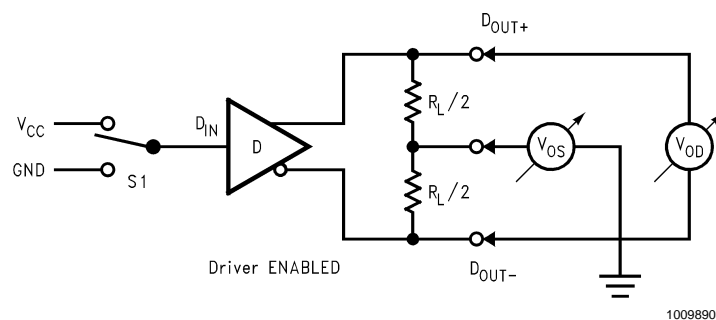 DOUT+
VCC
DIN
RL/2
D
VOS
VOD
GND
S1
RL/2
Driver ENABLED
DOUT-
1009890